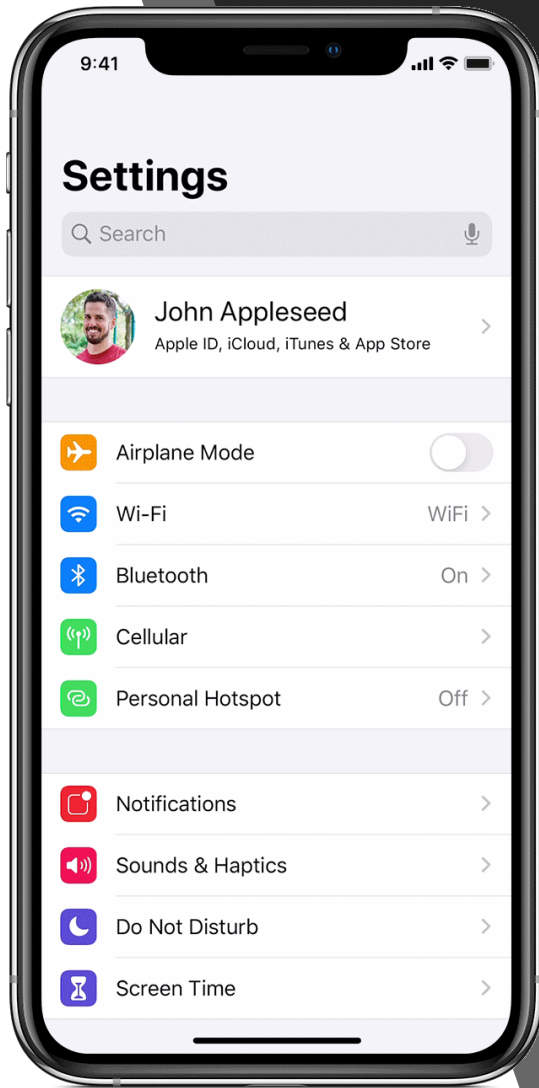 9:41
Settings
Search
John Appleseed
Apple ID, iCloud, iTunes & App Store
Airplane Mode
Wi-Fi WiFi
Bluetooth On
Cellular
Personal Hotspot Off
Notifications
Sounds & Haptics
Do Not Disturb
Screen Time